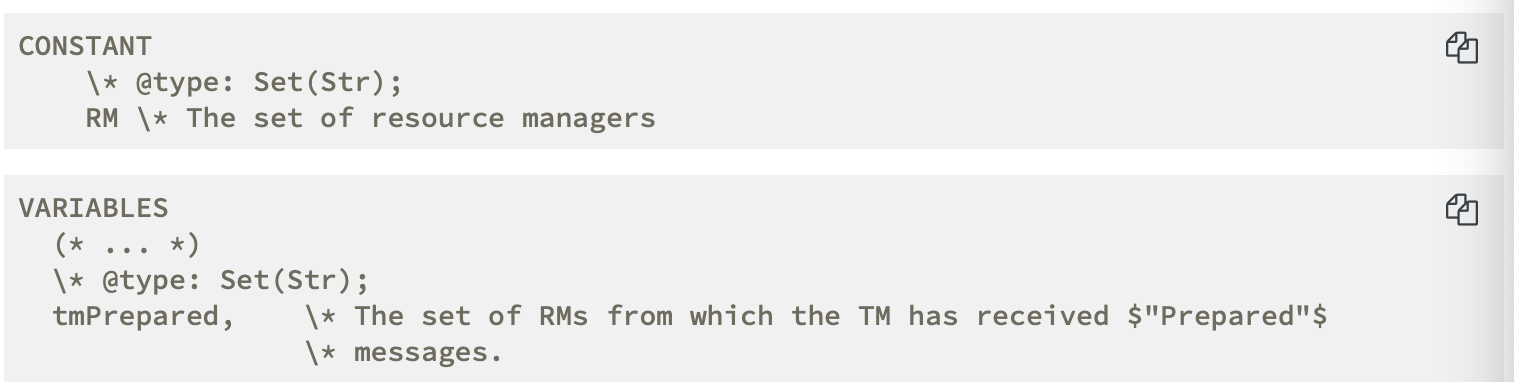 CONSTANT
    \* @type: Set(Str);
    RM \* The set of resource managers
VARIABLES
  (* ... *)
  \* @type: Set(Str);
  tmPrepared,    \* The set of RMs from which the TM has received $"Prepared"$
                 \* messages.